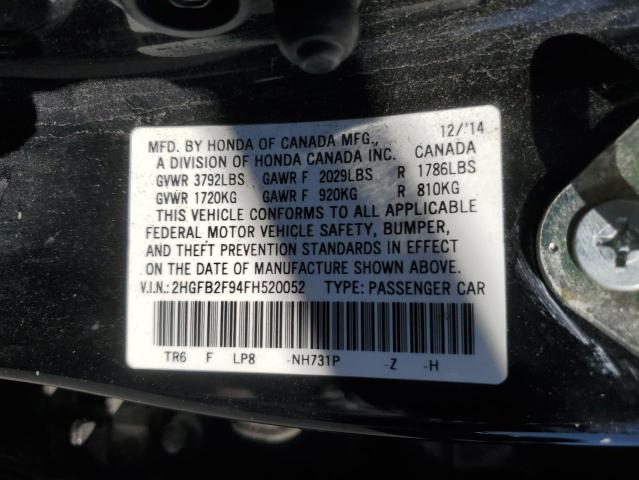 MFD. BY HONDA OF CANADA MFG., 12/'14
A DIVISION OF HONDA CANADA INC. CANADA
GVWR 3792LBS GAWR F 2029LBS R 1786LBS
GVWR 1720KG GAWR F 920KG R 810KG
THIS VEHICLE CONFORMS TO ALL APPLICABLE
FEDERAL MOTOR VEHICLE SAFETY, BUMPER,
AND THEFT PREVENTION STANDARDS IN EFFECT
ON THE DATE OF MANUFACTURE SHOWN ABOVE.
V.I.N.: 2HGFB2F94FH520052 TYPE: PASSENGER CAR
TR6 F LP8 -NH731P -Z -H